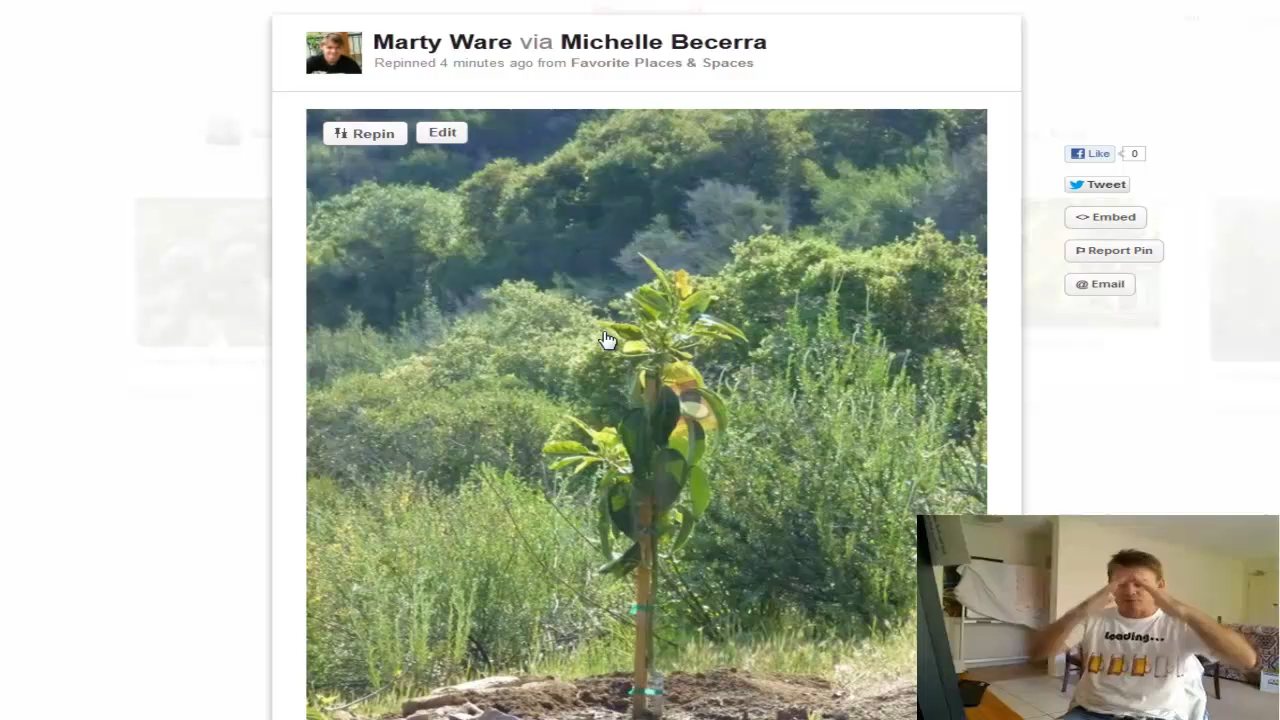 Marty Ware via Michelle Becerra
Repinned 4 minutes ago from Favorite Places & Spaces
Repin
Edit
Like
0
Tweet
<> Embed
Report Pin
@ Email
Loading...